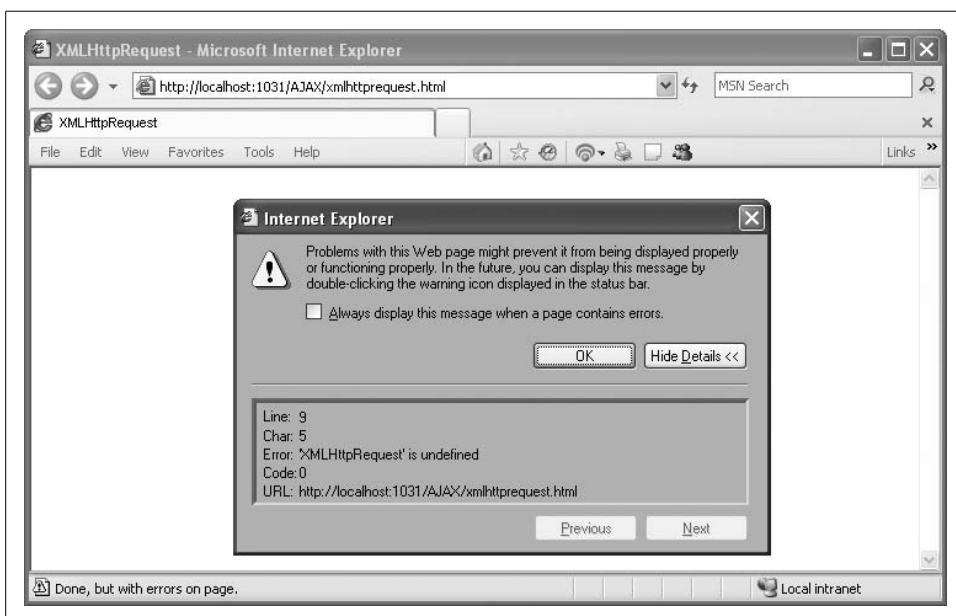 XMLHttpRequest - Microsoft Internet Explorer
http://localhost:1031/AJAX/xmlhttprequest.html
MSN Search
XMLHttpRequest
File Edit View Favorites Tools Help
Links »
Internet Explorer
Problems with this Web page might prevent it from being displayed properly
or functioning properly. In the future, you can display this message by
double-clicking the warning icon displayed in the status bar.
Always display this message when a page contains errors.
OK
Hide Details <<
Line: 9
Char: 5
Error: 'XMLHttpRequest' is undefined
Code: 0
URL: http://localhost:1031/AJAX/xmlhttprequest.html
Previous
Next
Done, but with errors on page.
Local intranet